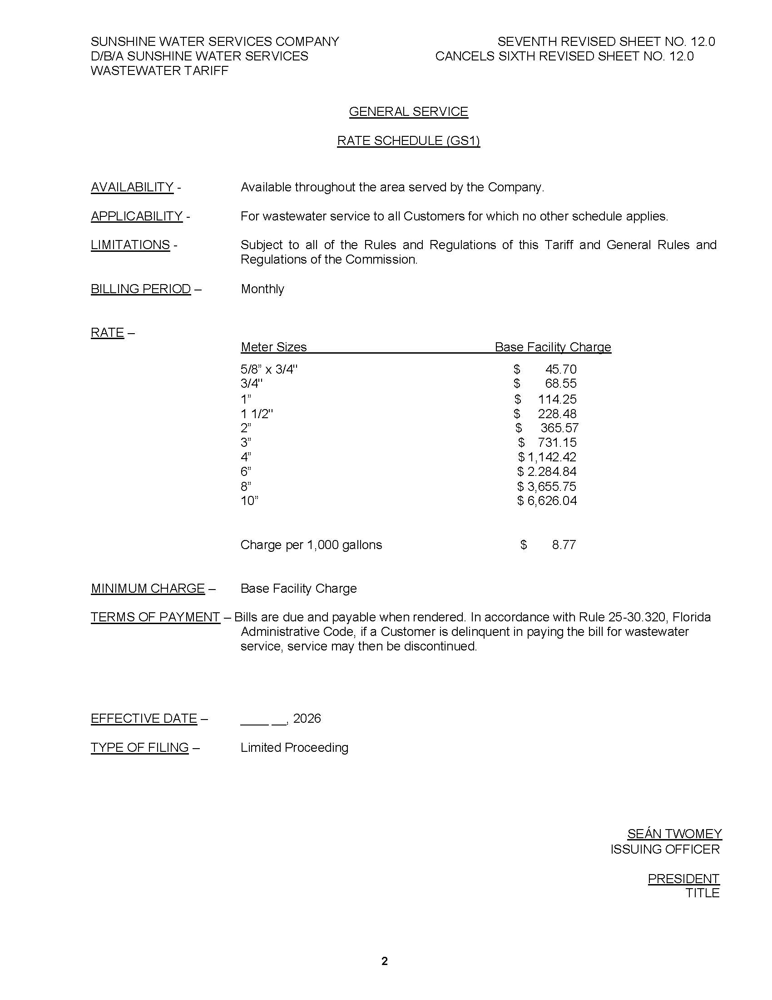 SUNSHINE WATER SERVICES COMPANY SEVENTH REVISED SHEET NO. 12.0
D/B/A SUNSHINE WATER SERVICES CANCELS SIXTH REVISED SHEET NO. 12.0
WASTEWATER TARIFF
GENERAL SERVICE
RATE SCHEDULE (GS1)
AVAILABILITY - Available throughout the area served by the Company.
APPLICABILITY - For wastewater service to all Customers for which no other schedule applies.
LIMITATIONS - Subject to all of the Rules and Regulations of this Tariff and General Rules and
Regulations of the Commission.
BILLING PERIOD – Monthly
RATE –
Meter Sizes Base Facility Charge
5/8” x 3/4" $ 45.70
3/4" $ 68.55
1” $ 114.25
1 1/2" $ 228.48
2” $ 365.57
3” $ 731.15
4” $ 1,142.42
6” $ 2.284.84
8” $ 3,655.75
10” $ 6,626.04
Charge per 1,000 gallons $ 8.77
MINIMUM CHARGE – Base Facility Charge
TERMS OF PAYMENT – Bills are due and payable when rendered. In accordance with Rule 25-30.320, Florida
Administrative Code, if a Customer is delinquent in paying the bill for wastewater
service, service may then be discontinued.
EFFECTIVE DATE – ____ __, 2026
TYPE OF FILING – Limited Proceeding
SEÁN TWOMEY
ISSUING OFFICER
PRESIDENT
TITLE
2